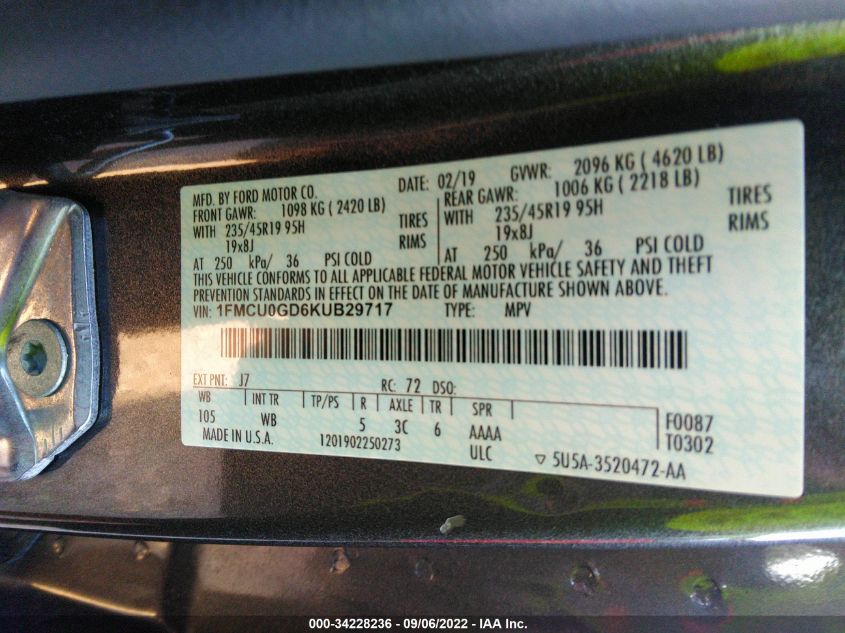 MFD. BY FORD MOTOR CO. DATE: 02/19 GVWR: 2096 KG ( 4620 LB)
FRONT GAWR: 1098 KG ( 2420 LB) REAR GAWR: 1006 KG ( 2218 LB)
WITH 235/45R19 95H TIRES WITH 235/45R19 95H TIRES
19x8J RIMS 19x8J RIMS
AT 250 kPa/ 36 PSI COLD AT 250 kPa/ 36 PSI COLD
THIS VEHICLE CONFORMS TO ALL APPLICABLE FEDERAL MOTOR VEHICLE SAFETY AND THEFT
PREVENTION STANDARDS IN EFFECT ON THE DATE OF MANUFACTURE SHOWN ABOVE.
VIN: 1FMCU0GD6KUB29717 TYPE: MPV
EXT PNT: J7 RC: 72 DSO:
WB INT TR TP/PS R AXLE TR SPR
105 WB 5 3C 6 AAAA F0087
MADE IN U.S.A. 1201902250273 ULC T0302
5U5A-3520472-AA
000-34228236 - 09/06/2022 - IAA Inc.